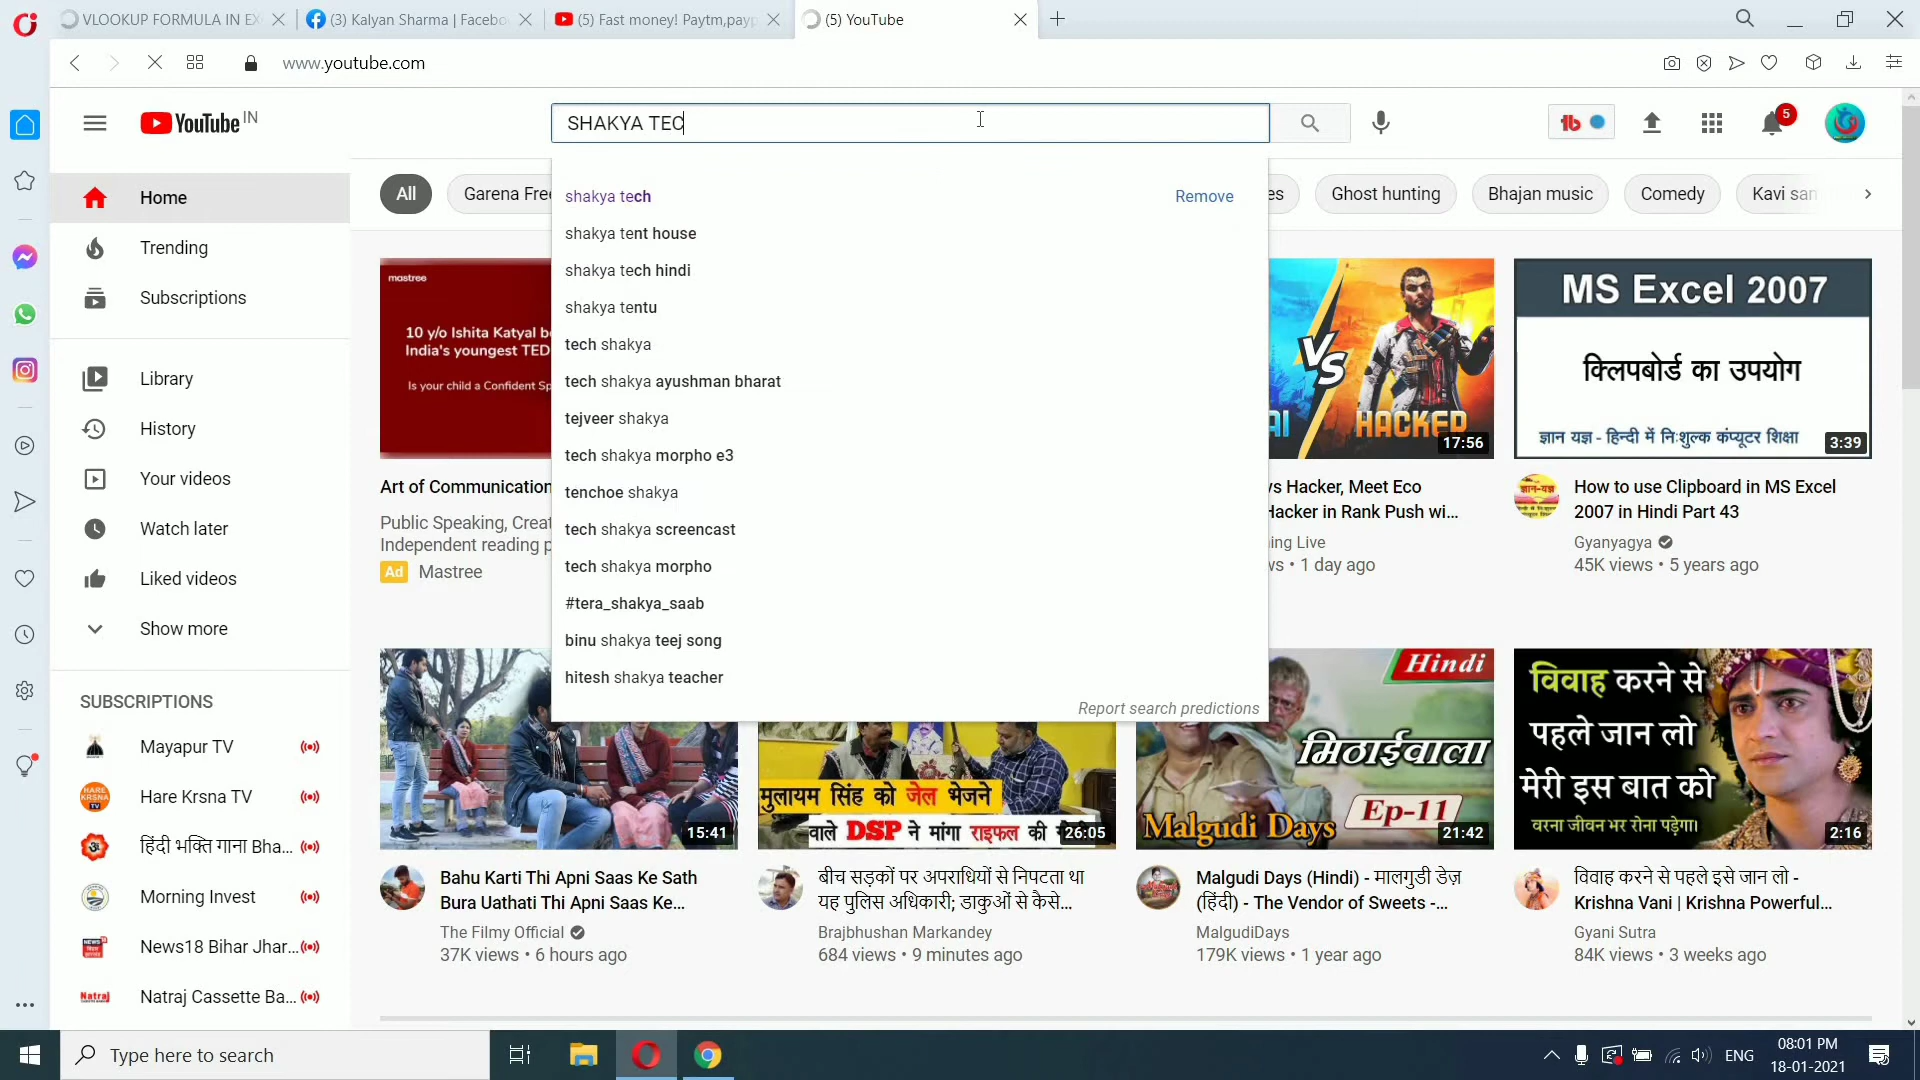 VLOOKUP FORMULA IN EX
(3) Kalyan Sharma | Facebo
(5) Fast money! Paytm,payp
(5) YouTube
www.youtube.com
YouTube IN
SHAKYA TEC
5
Home
Trending
Subscriptions
Library
History
Your videos
Watch later
Liked videos
Show more
SUBSCRIPTIONS
Mayapur TV
Hare Krsna TV
हिंदी भक्ति गाना Bha...
Morning Invest
News18 Bihar Jhar...
Natraj Cassette Ba...
All
Garena Fre
Ghost hunting
Bhajan music
Comedy
Kavi sam
shakya tech
Remove
shakya tent house
shakya tech hindi
shakya tentu
tech shakya
tech shakya ayushman bharat
tejveer shakya
tech shakya morpho e3
tenchoe shakya
tech shakya screencast
tech shakya morpho
#tera_shakya_saab
binu shakya teej song
hitesh shakya teacher
Report search predictions
mastree
10 y/o Ishita Katyal be
India's youngest TED
Is your child a Confident Sp
Art of Communication
Public Speaking, Creat
Independent reading p
Ad Mastree
VS
HACKER
17:56
vs Hacker, Meet Eco
Hacker in Rank Push wi...
ing Live
1 day ago
MS Excel 2007
क्लिपबोर्ड का उपयोग
ज्ञान यज्ञ - हिन्दी में निःशुल्क कंप्यूटर शिक्षा
3:39
How to use Clipboard in MS Excel
2007 in Hindi Part 43
Gyanyagya
45K views • 5 years ago
15:41
Bahu Karti Thi Apni Saas Ke Sath
Bura Uathati Thi Apni Saas Ke...
The Filmy Official
37K views • 6 hours ago
मुलायम सिंह को जेल भेजने
वाले DSP ने मांगा राइफल की
26:05
बीच सड़कों पर अपराधियों से निपटता था
यह पुलिस अधिकारी; डाकुओं से कैसे...
Brajbhushan Markandey
684 views • 9 minutes ago
Hindi
मिठाईवाला
Ep-11
Malgudi Days
21:42
Malgudi Days (Hindi) - मालगुडी डेज़
(हिंदी) - The Vendor of Sweets -...
MalgudiDays
179K views • 1 year ago
विवाह करने से
पहले जान लो
मेरी इस बात को
वरना जीवन भर रोना पड़ेगा।
2:16
विवाह करने से पहले इसे जान लो -
Krishna Vani | Krishna Powerful...
Gyani Sutra
84K views • 3 weeks ago
Type here to search
ENG
08:01 PM
18-01-2021